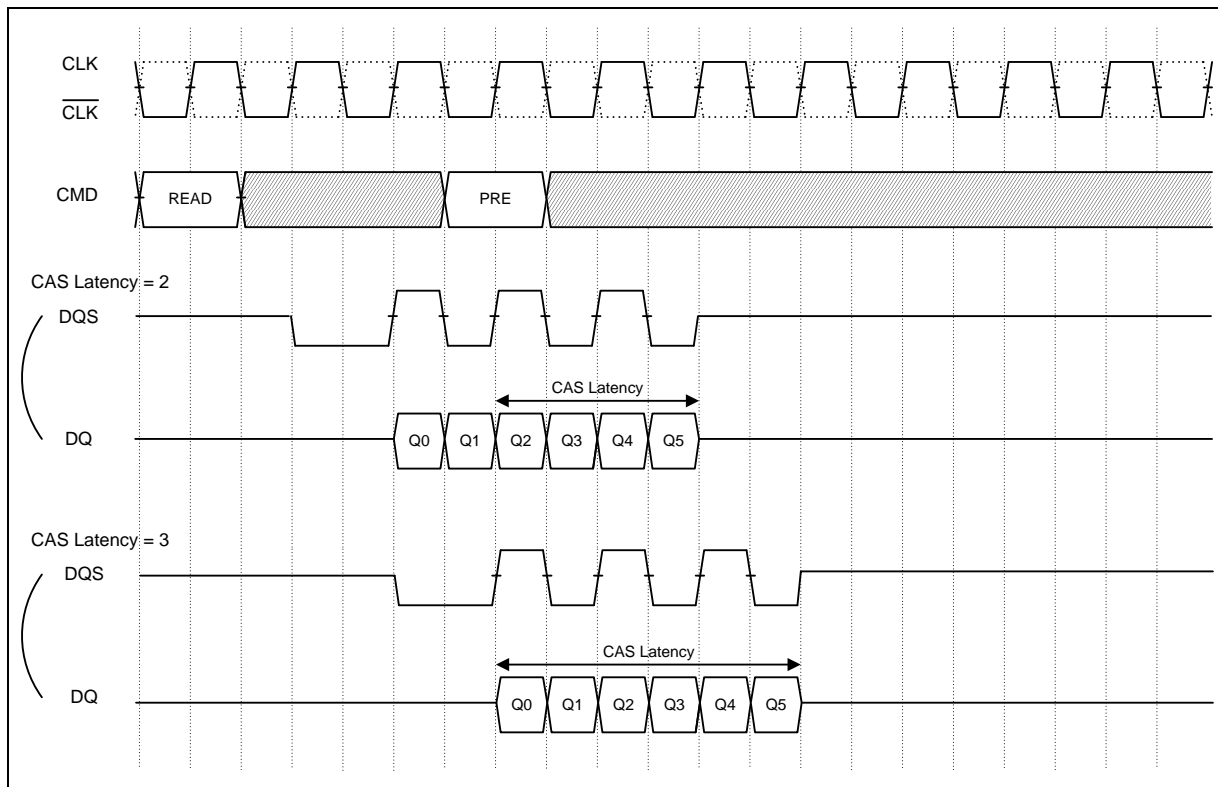 CLK
CLK
CMD
READ
PRE
CAS Latency = 2
DQS
CAS Latency
DQ
Q0 Q1 Q2 Q3 Q4 Q5
CAS Latency = 3
DQS
CAS Latency
DQ
Q0 Q1 Q2 Q3 Q4 Q5